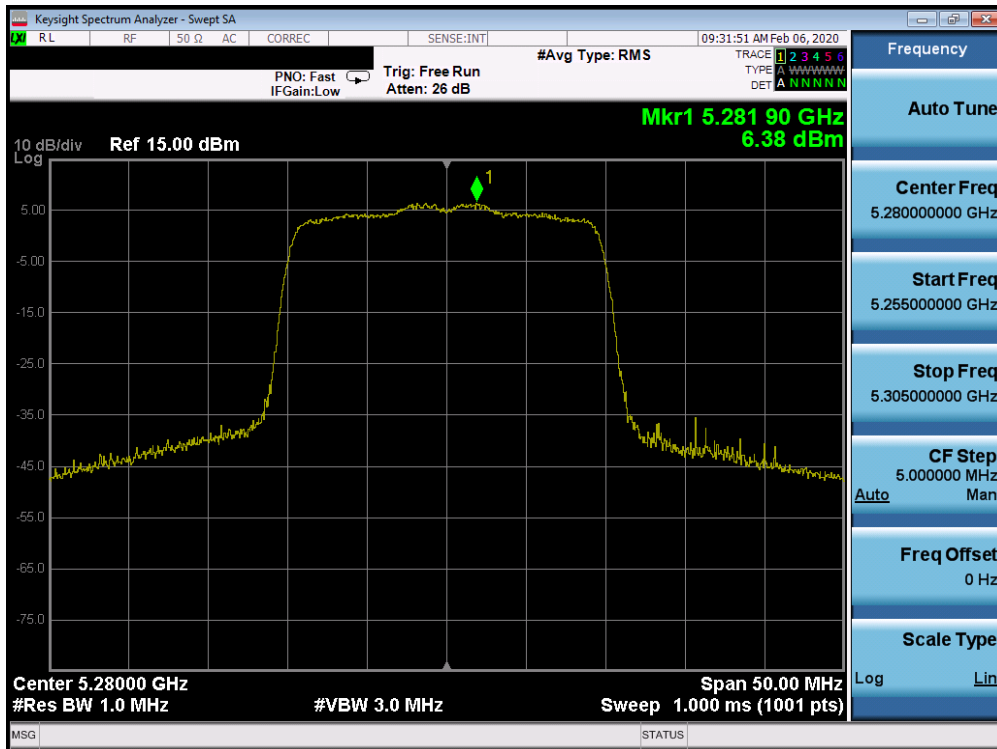 Keysight Spectrum Analyzer - Swept SA
LXI RL RF 50 Ω AC CORREC SENSE:INT 09:31:51 AM Feb 06, 2020
#Avg Type: RMS
TRACE 1 2 3 4 5 6
PNO: Fast Trig: Free Run TYPE A WWWWW
IFGain:Low Atten: 26 dB DET A N N N N N
Mkr1 5.281 90 GHz
6.38 dBm
10 dB/div Ref 15.00 dBm
Log
1
5.00
-5.00
-15.0
-25.0
-35.0
-45.0
-55.0
-65.0
-75.0
Center 5.28000 GHz Span 50.00 MHz
#Res BW 1.0 MHz #VBW 3.0 MHz Sweep 1.000 ms (1001 pts)
MSG STATUS
Frequency
Auto Tune
Center Freq
5.280000000 GHz
Start Freq
5.255000000 GHz
Stop Freq
5.305000000 GHz
CF Step
5.000000 MHz
Auto Man
Freq Offset
0 Hz
Scale Type
Log Lin